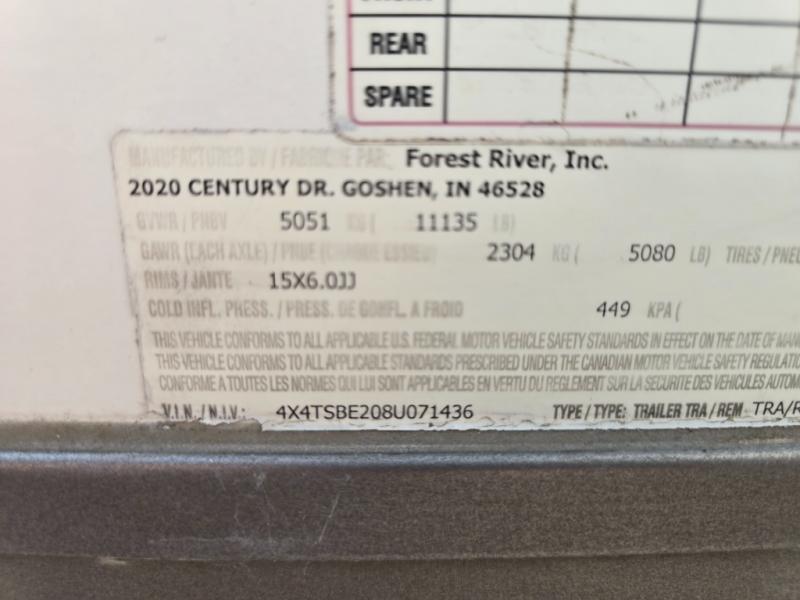 REAR
SPARE
MANUFACTURED BY / FABRIQUE PAR: Forest River, Inc.
2020 CENTURY DR. GOSHEN, IN 46528
GVWR / PNBV 5051 KG ( 11135 LB)
GAWR (EACH AXLE) / PNBE (CHAQUE ESSIEU) 2304 KG ( 5080 LB) TIRES / PNEU
RIMS / JANTE 15X6.0JJ
COLD INFL. PRESS. / PRESS. DE GONFL. A FROID 449 KPA (
THIS VEHICLE CONFORMS TO ALL APPLICABLE U.S. FEDERAL MOTOR VEHICLE SAFETY STANDARDS IN EFFECT ON THE DATE OF MANU
THIS VEHICLE CONFORMS TO ALL APPLICABLE STANDARDS PRESCRIBED UNDER THE CANADIAN MOTOR VEHICLE SAFETY REGULATIO
CONFORME A TOUTES LES NORMES QUI LUI SONT APPLICABLES EN VERTU DU REGLEMENT SUR LA SECURITE DES VEHICULES AUTOM
V.I.N. / N.I.V.: 4X4TSBE208U071436 TYPE / TYPE: TRAILER TRA / REM TRA/R